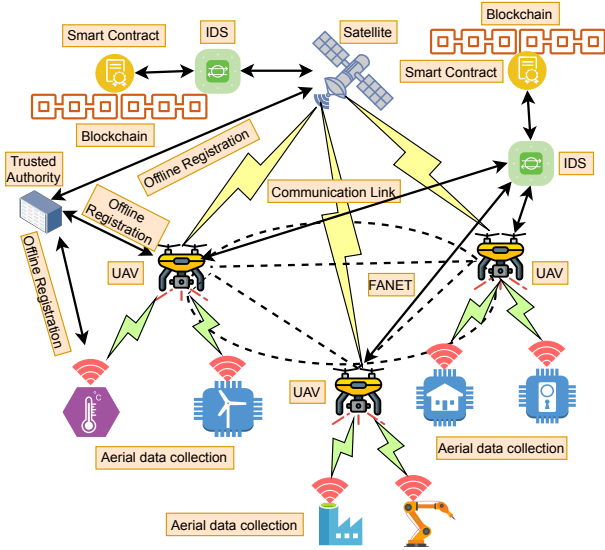 Blockchain
Smart Contract
IDS
Satellite
Smart Contract
Blockchain
Trusted
Authority
Offline Registration
IDS
Communication Link
Offline
Registration
Offline Registration
UAV
FANET
UAV
°C
UAV
Aerial data collection
Aerial data collection
Aerial data collection